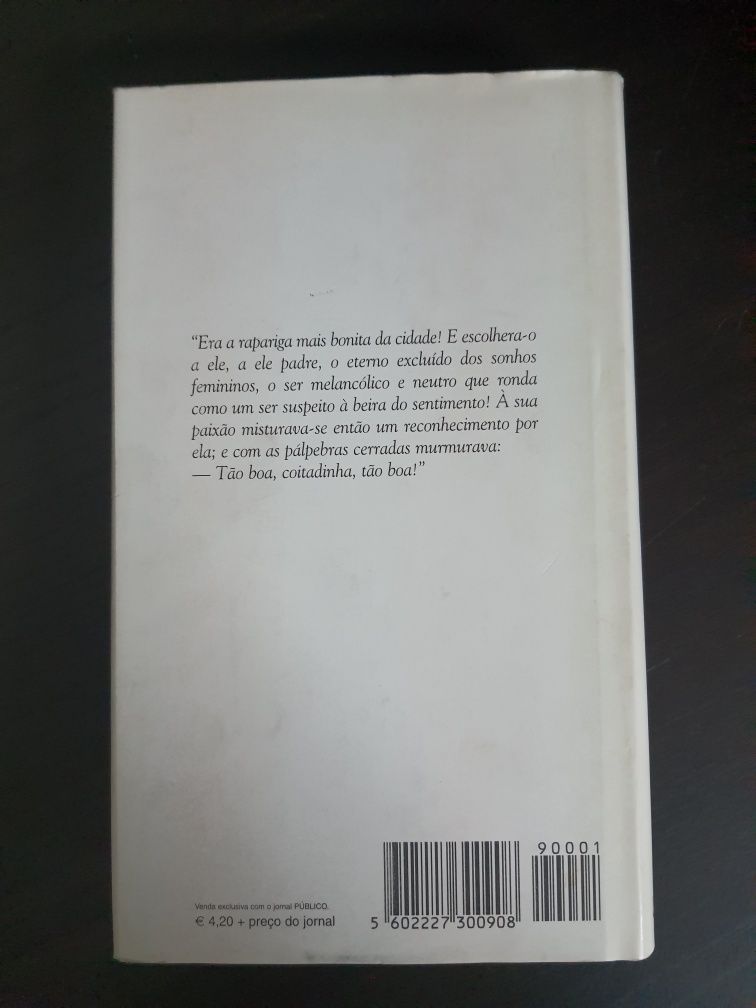 “Era a rapariga mais bonita da cidade! E escolhera-o
a ele, a ele padre, o eterno excluído dos sonhos
femininos, o ser melancólico e neutro que ronda
como um ser suspeito à beira do sentimento! À sua
paixão misturava-se então um reconhecimento por
ela; e com as pálpebras cerradas murmurava:
— Tão boa, coitadinha, tão boa!”
Venda exclusiva com o jornal PÚBLICO.
€ 4,20 + preço do jornal
5 602227 300908
90001